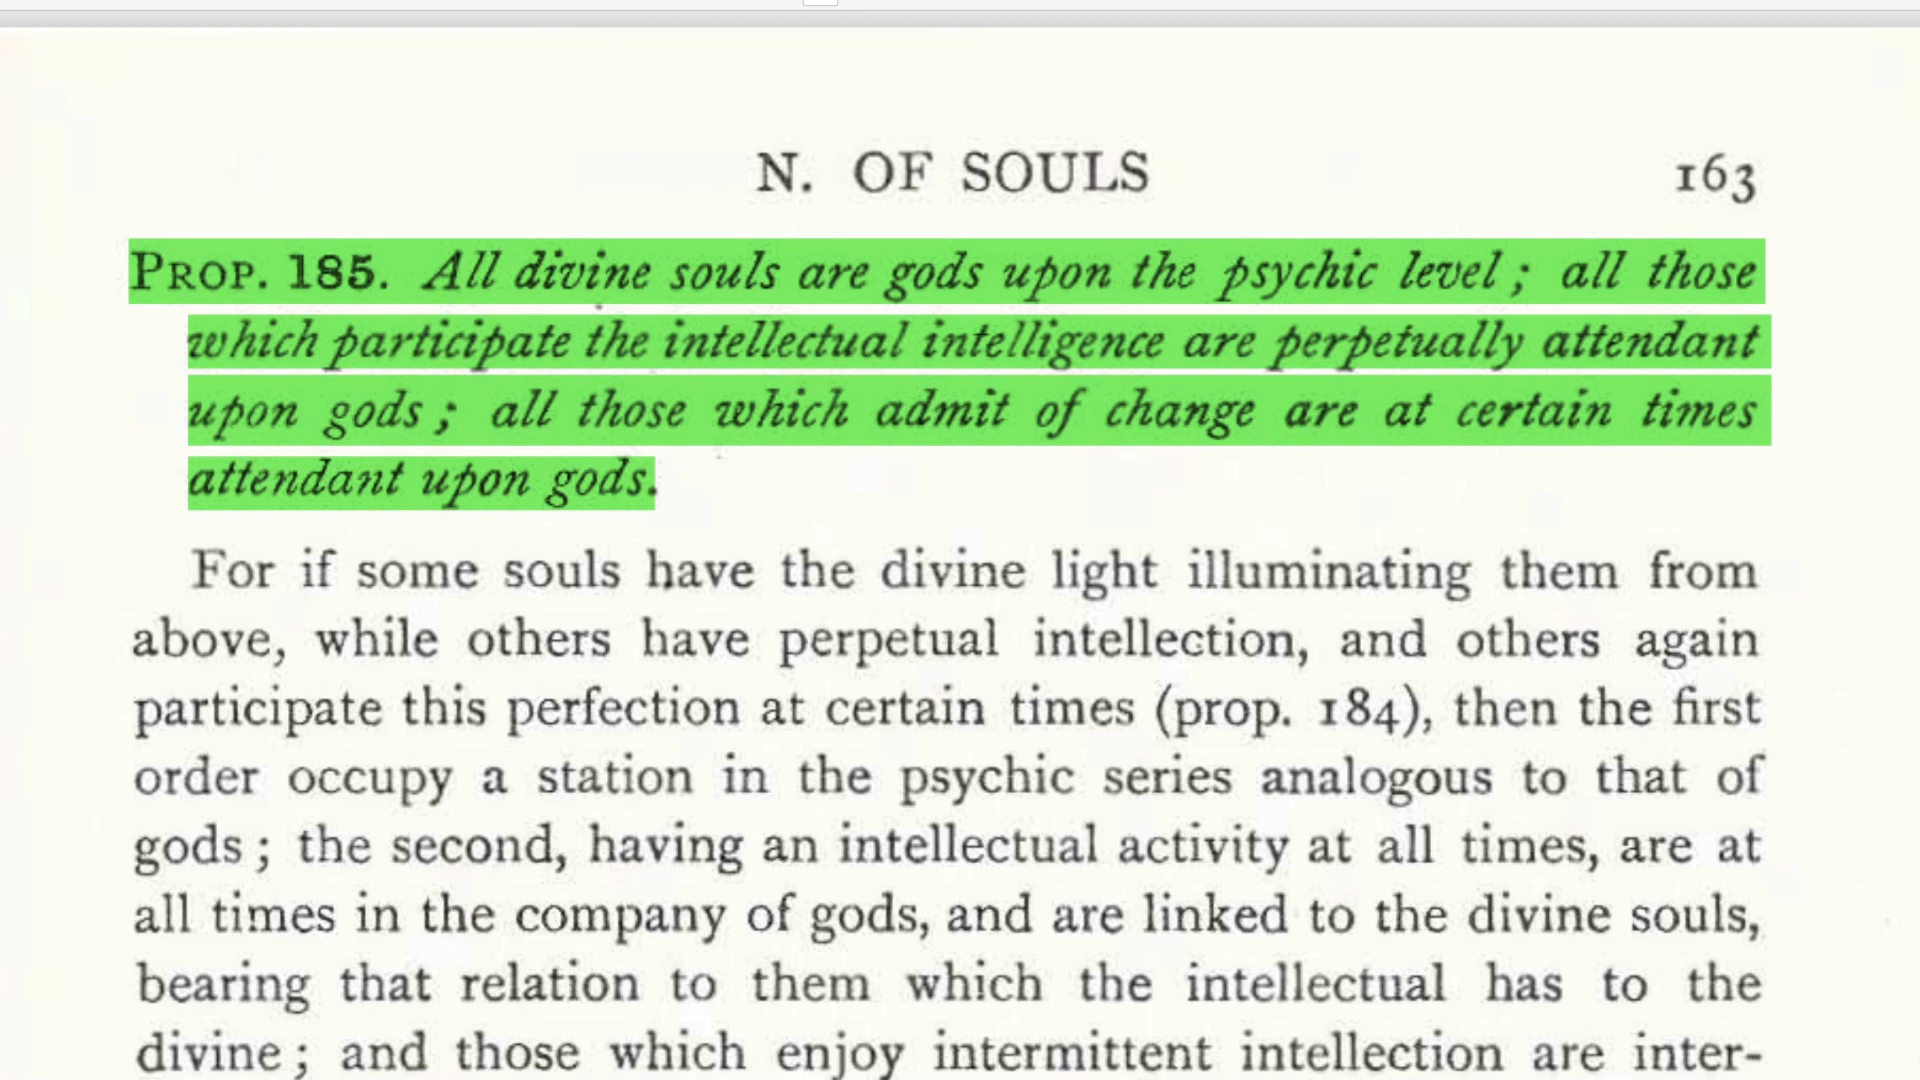 N. OF SOULS 163
PROP. 185. All divine souls are gods upon the psychic level; all those
which participate the intellectual intelligence are perpetually attendant
upon gods; all those which admit of change are at certain times
attendant upon gods.
For if some souls have the divine light illuminating them from
above, while others have perpetual intellection, and others again
participate this perfection at certain times (prop. 184), then the first
order occupy a station in the psychic series analogous to that of
gods; the second, having an intellectual activity at all times, are at
all times in the company of gods, and are linked to the divine souls,
bearing that relation to them which the intellectual has to the
divine; and those which enjoy intermittent intellection are inter-